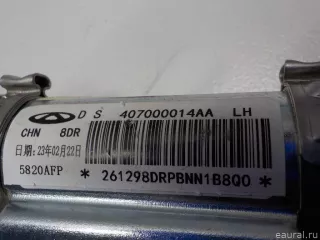 D S 407000014AA LH
CHN 8DR
日期:23年02月22日
5820AFP * 261298DRPBNN1B8Q0 *
eaural.ru